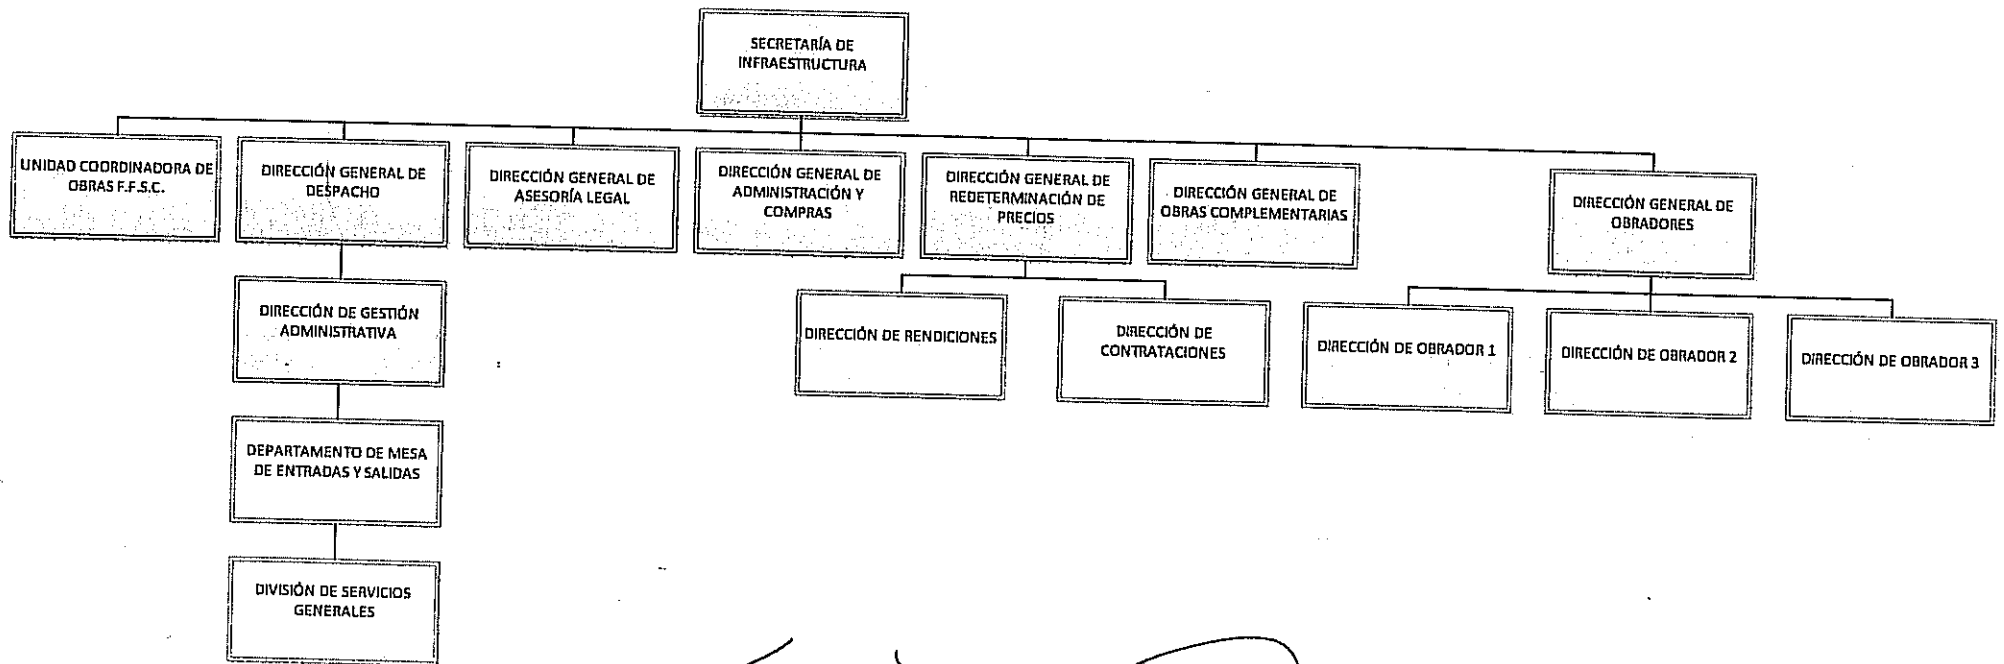 SECRETARÍA DE
INFRAESTRUCTURA
UNIDAD COORDINADORA DE
OBRAS F.F.S.C.
DIRECCIÓN GENERAL DE
DESPACHO
DIRECCIÓN GENERAL DE
ASESORÍA LEGAL
DIRECCIÓN GENERAL DE
ADMINISTRACIÓN Y
COMPRAS
DIRECCIÓN GENERAL DE
REDETERMINACIÓN DE
PRECIOS
DIRECCIÓN GENERAL DE
OBRAS COMPLEMENTARIAS
DIRECCIÓN GENERAL DE
OBRADORES
DIRECCIÓN DE GESTIÓN
ADMINISTRATIVA
DIRECCIÓN DE RENDICIONES
DIRECCIÓN DE
CONTRATACIONES
DIRECCIÓN DE OBRADOR 1
DIRECCIÓN DE OBRADOR 2
DIRECCIÓN DE OBRADOR 3
DEPARTAMENTO DE MESA
DE ENTRADAS Y SALIDAS
DIVISIÓN DE SERVICIOS
GENERALES